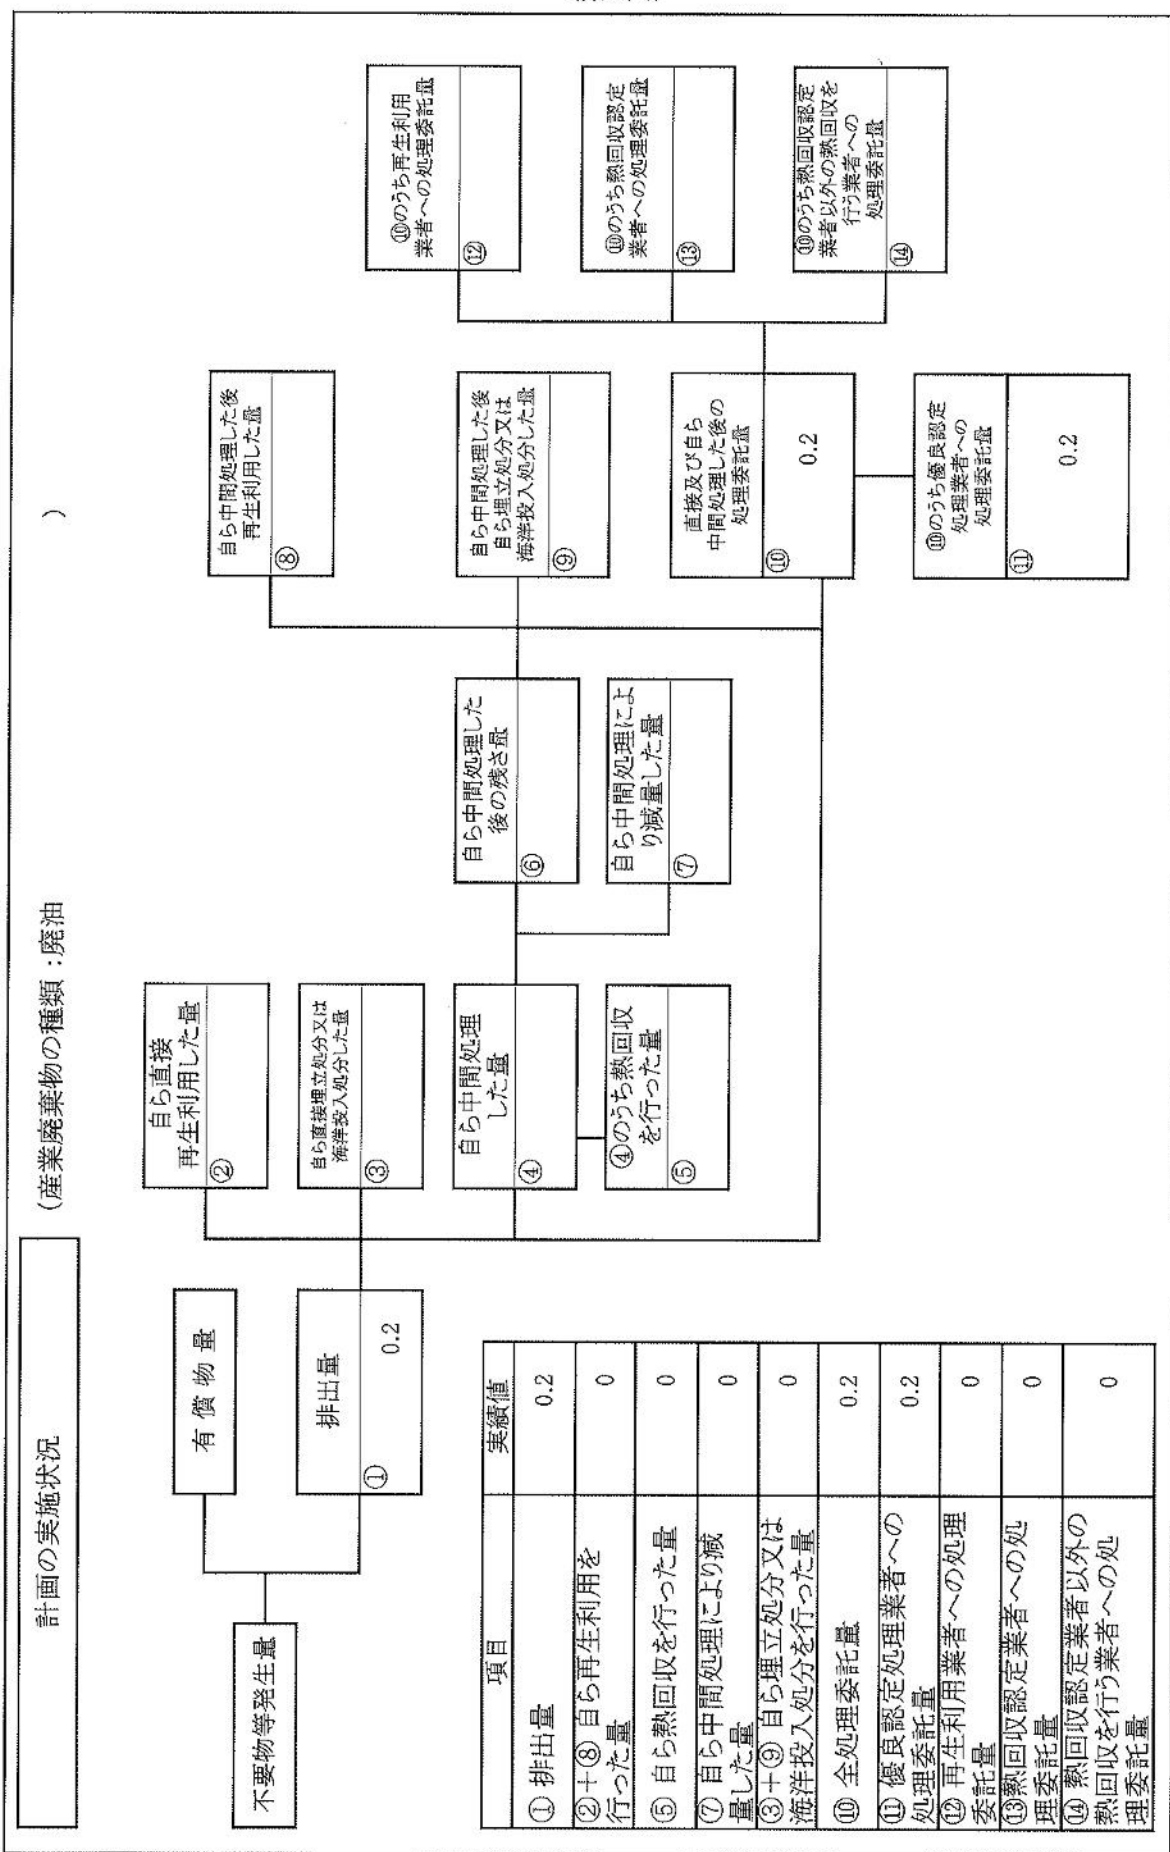 計画の実施状況
(産業廃棄物の種類：廃油
)
不要物等発生量
有償物量
排出量
①
0.2
自ら直接
再生利用した量
②
自ら直接埋立処分又は
海洋投入処分した量
③
自ら中間処理
した量
④
④のうち熱回収
を行った量
⑤
自ら中間処理した
後の残さ量
⑥
自ら中間処理によ
り減量した量
⑦
自ら中間処理した後
再生利用した量
⑧
自ら中間処理した後
自ら埋立処分又は
海洋投入処分した量
⑨
直接及び自ら
中間処理した後の
処理委託量
⑩
0.2
⑩のうち優良認定
処理業者への
処理委託量
⑪
0.2
⑩のうち再生利用
業者への処理委託量
⑫
⑩のうち熱回収認定
業者への処理委託量
⑬
⑩のうち熱回収認定
業者以外の熱回収を
行う業者への
処理委託量
⑭
項目 実績値
① 排出量 0.2
②＋⑧ 自ら再生利用を
行った量 0
⑤ 自ら熱回収を行った量 0
⑦ 自ら中間処理により減
量した量 0
③＋⑨ 自ら埋立処分又は
海洋投入処分を行った量 0
⑩ 全処理委託量 0.2
⑪ 優良認定処理業者への
処理委託量 0.2
⑫ 再生利用業者への処理
委託量 0
⑬熱回収認定業者への処
理委託量 0
⑭ 熱回収認定業者以外の
熱回収を行う業者への処
理委託量 0